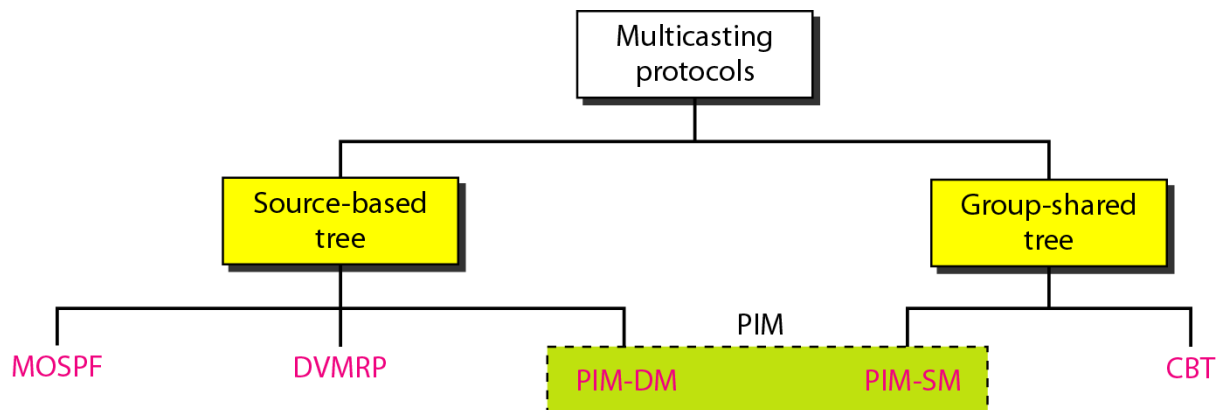 Multicasting
protocols
Source-based
tree
Group-shared
tree
PIM
MOSPF
DVMRP
PIM-DM
PIM-SM
CBT